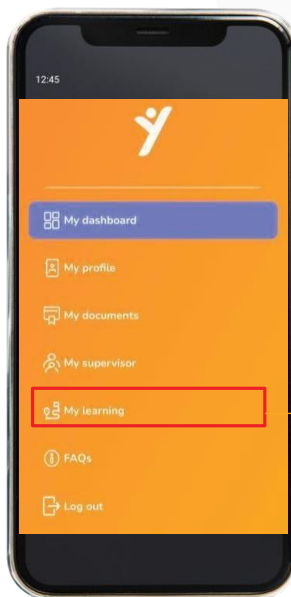 12:45
My dashboard
My profile
My documents
My supervisor
My learning
FAQs
Log out